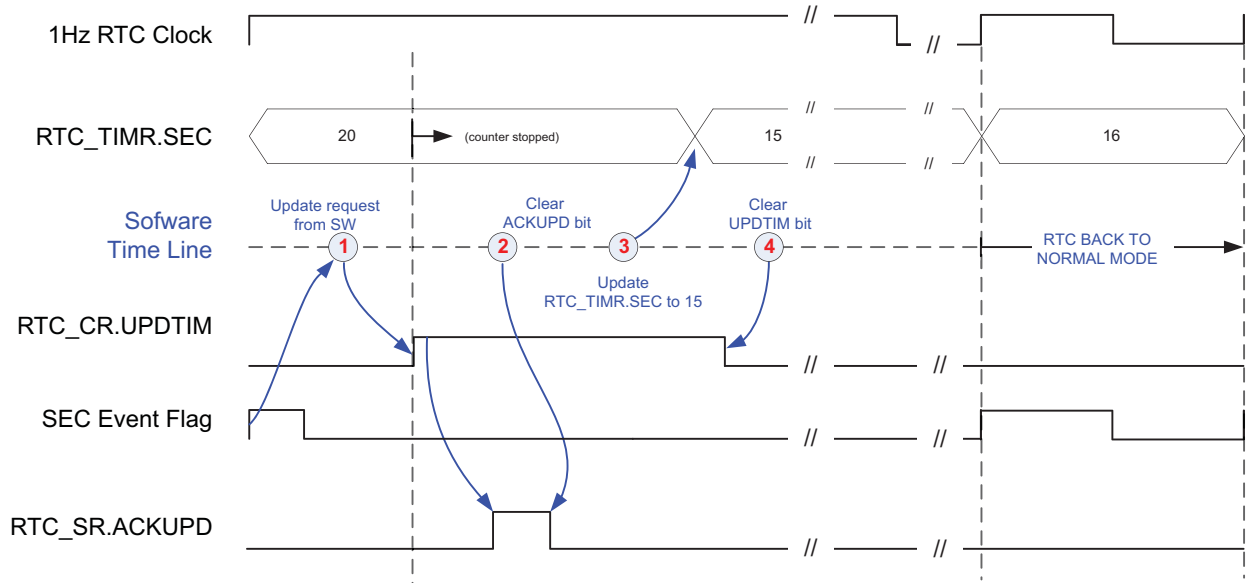 1Hz RTC Clock
//
//
RTC_TIMR.SEC
20
(counter stopped)
15
//
//
//
//
16
Sofware
Time Line
Update request
from SW
1
Clear
ACKUPD bit
2
3
Update
RTC_TIMR.SEC to 15
Clear
UPDTIM bit
4
RTC BACK TO
NORMAL MODE
RTC_CR.UPDTIM
//
//
SEC Event Flag
//
//
RTC_SR.ACKUPD
//
//